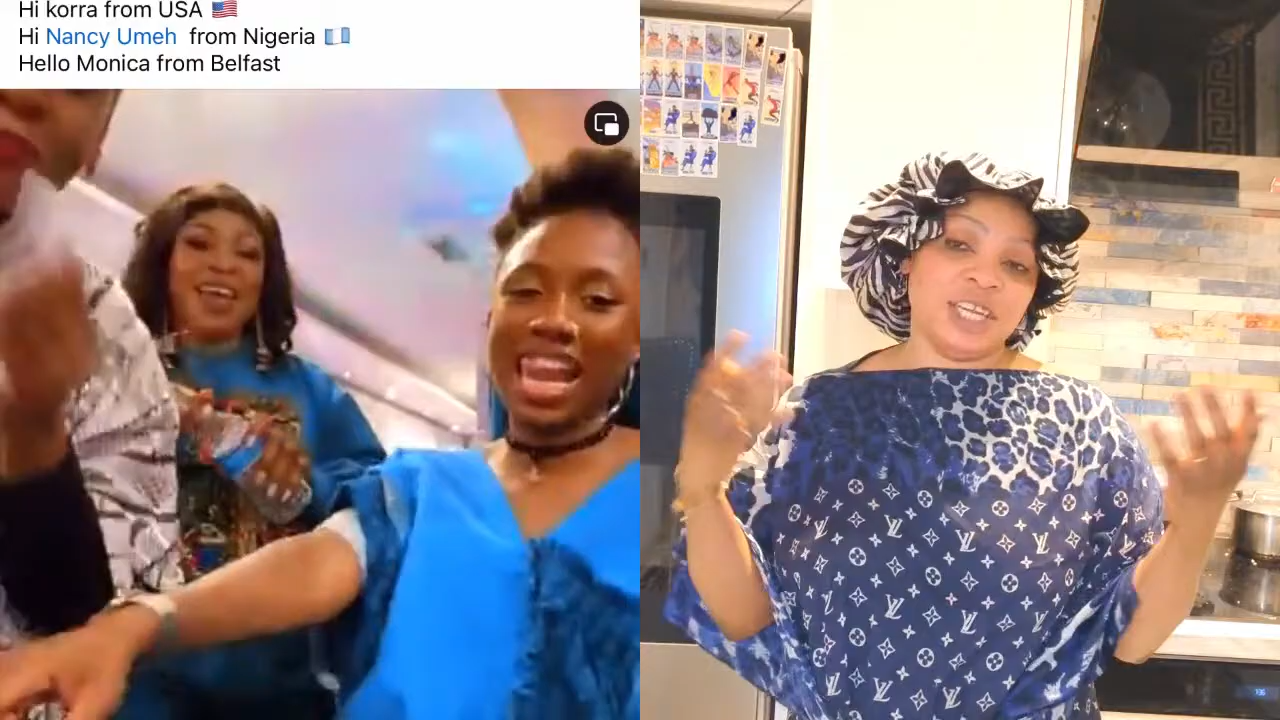 Hi korra from USA 🇺🇸
Hi Nancy Umeh from Nigeria 🇬🇹
Hello Monica from Belfast